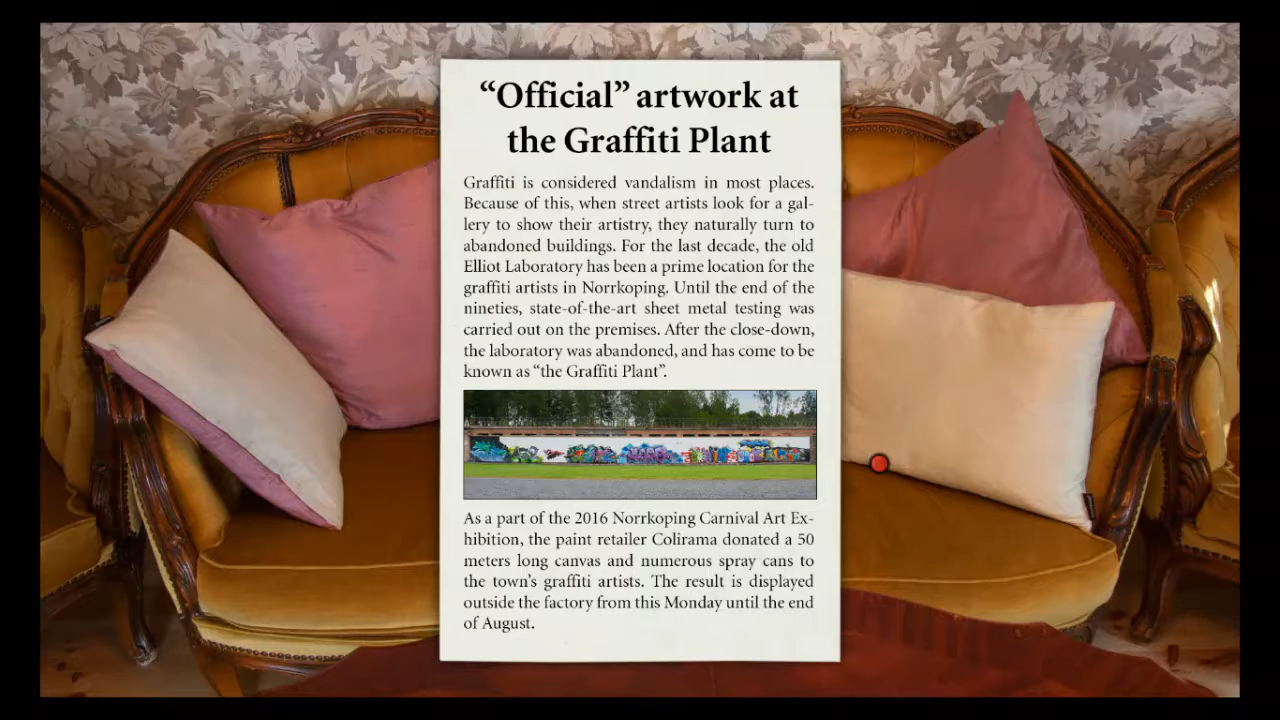 “Official” artwork at
the Graffiti Plant
Graffiti is considered vandalism in most places.
Because of this, when street artists look for a gal-
lery to show their artistry, they naturally turn to
abandoned buildings. For the last decade, the old
Elliot Laboratory has been a prime location for the
graffiti artists in Norrkoping. Until the end of the
nineties, state-of-the-art sheet metal testing was
carried out on the premises. After the close-down,
the laboratory was abandoned, and has come to be
known as “the Graffiti Plant”.
As a part of the 2016 Norrkoping Carnival Art Ex-
hibition, the paint retailer Colirama donated a 50
meters long canvas and numerous spray cans to
the town’s graffiti artists. The result is displayed
outside the factory from this Monday until the end
of August.